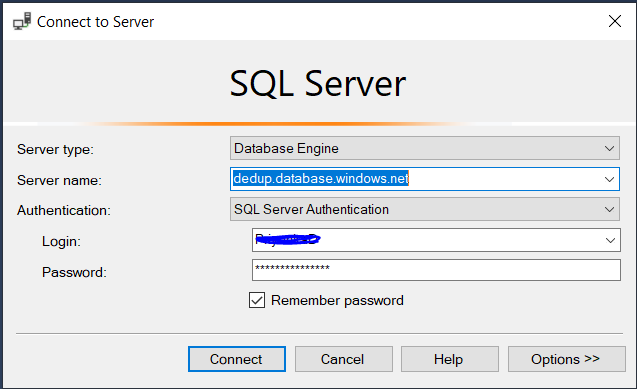 Connect to Server
SQL Server
Server type: Database Engine
Server name: dedup.database.windows.net
Authentication: SQL Server Authentication
Login:
Password: ***************
Remember password
Connect Cancel Help Options >>